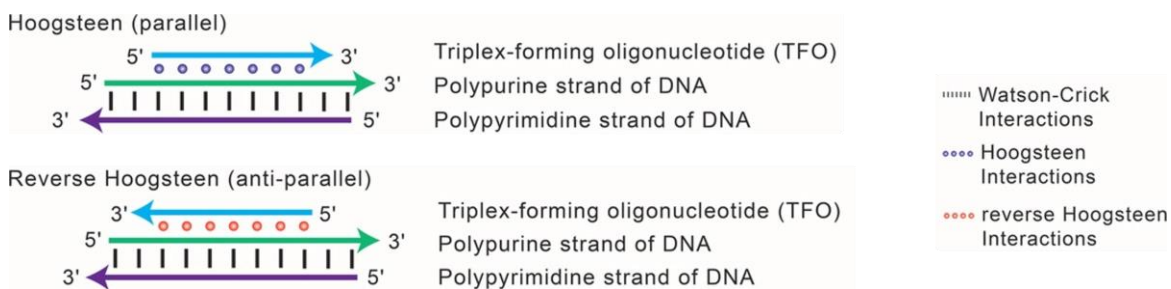 Hoogsteen (parallel)
5' 3' Triplex-forming oligonucleotide (TFO)
5' 3' Polypurine strand of DNA
3' 5' Polypyrimidine strand of DNA
Reverse Hoogsteen (anti-parallel)
3' 5' Triplex-forming oligonucleotide (TFO)
5' 3' Polypurine strand of DNA
3' 5' Polypyrimidine strand of DNA
Watson-Crick
Interactions
Hoogsteen
Interactions
reverse Hoogsteen
Interactions